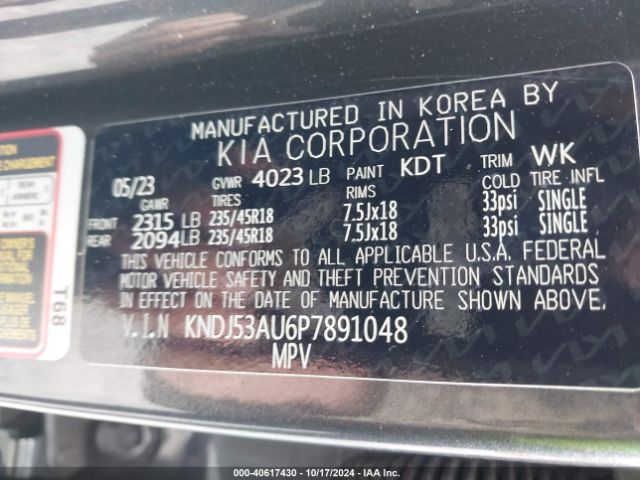 MANUFACTURED IN KOREA BY
KIA CORPORATION
05/23 GVWR 4023 LB PAINT KDT TRIM WK
GAWR TIRES RIMS COLD TIRE INFL
FRONT 2315 LB 235/45R18 7.5Jx18 33psi SINGLE
REAR 2094LB 235/45R18 7.5Jx18 33psi SINGLE
THIS VEHICLE CONFORMS TO ALL APPLICABLE U.S.A. FEDERAL
MOTOR VEHICLE SAFETY AND THEFT PREVENTION STANDARDS
IN EFFECT ON THE DATE OF MANUFACTURE SHOWN ABOVE.
V.I.N KNDJ53AU6P7891048
MPV
T68
000-40617430 - 10/17/2024 - IAA Inc.